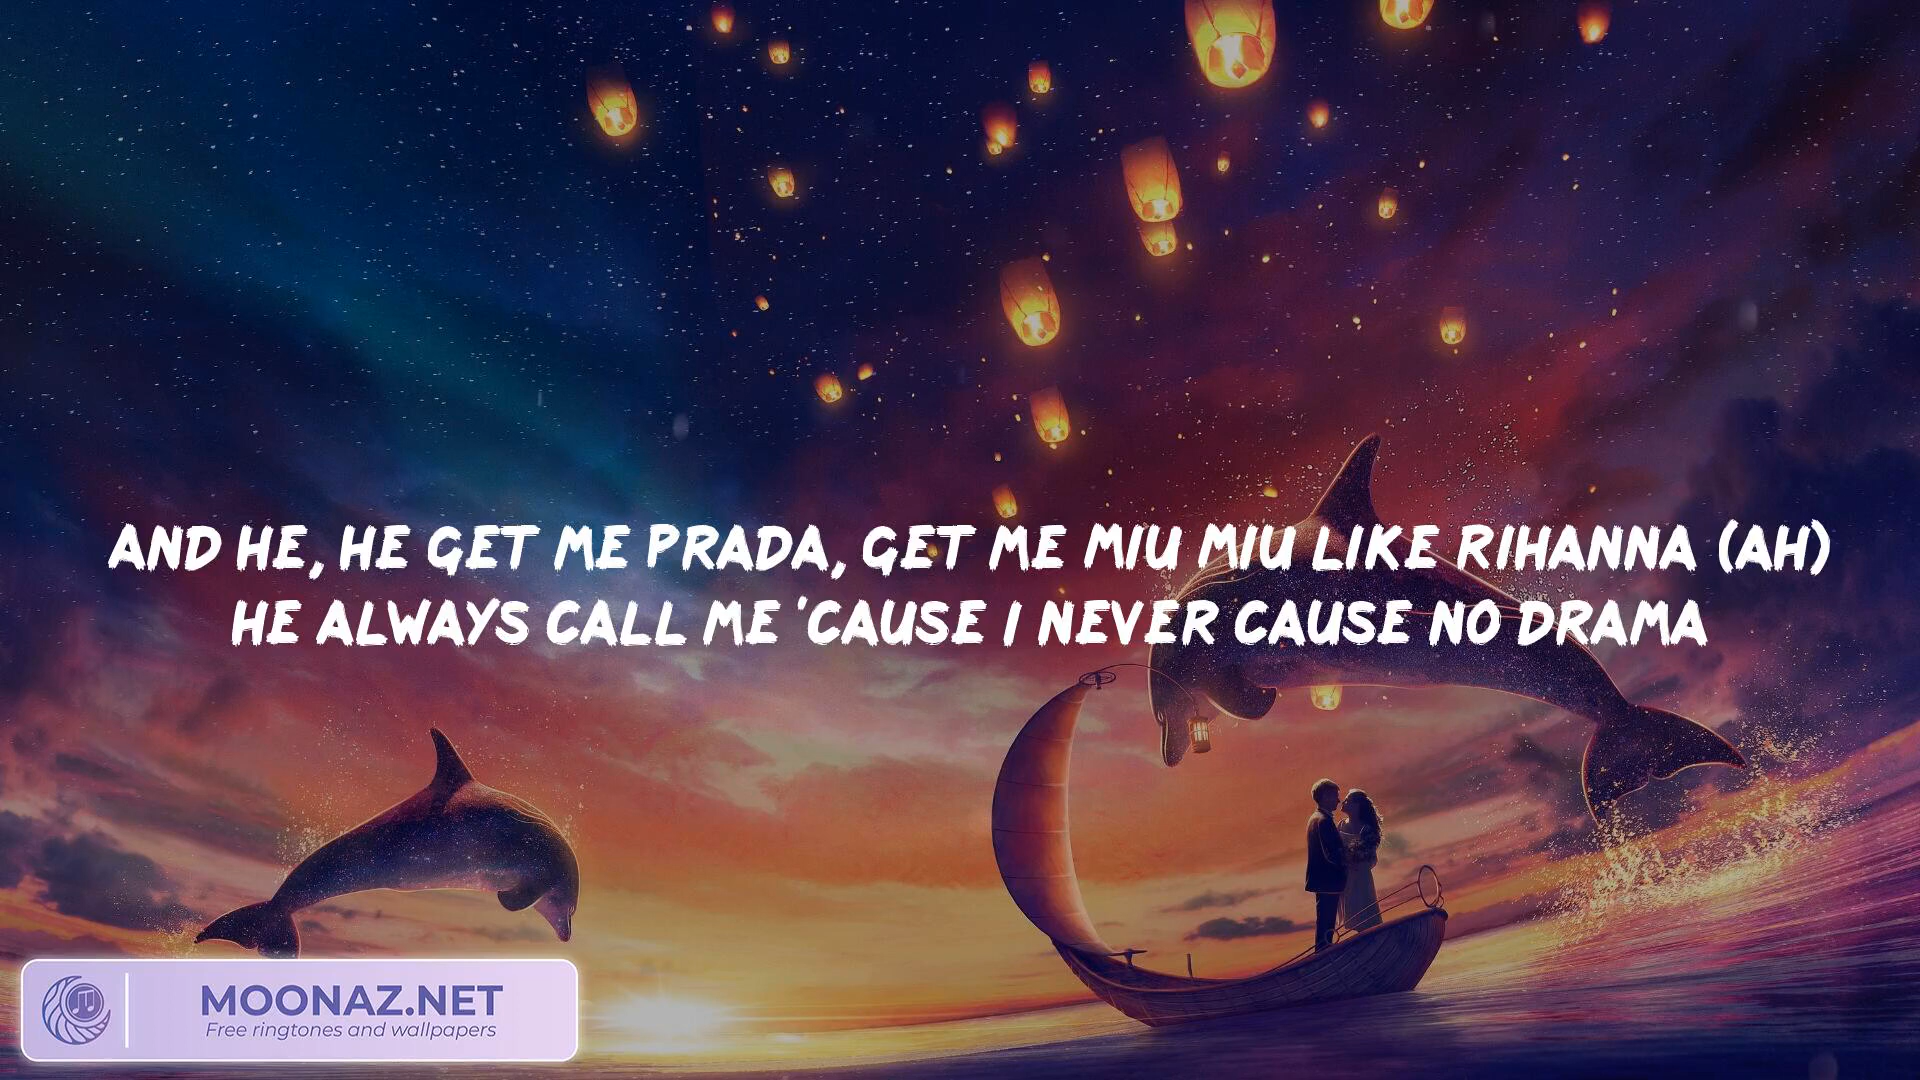 AND HE, HE GET ME PRADA, GET ME MIU MIU LIKE RIHANNA (AH)
HE ALWAYS CALL ME 'CAUSE I NEVER CAUSE NO DRAMA
MOONAZ.NET
Free ringtones and wallpapers